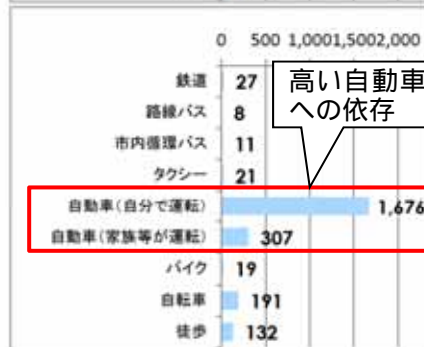 0 500 1,0001,5002,000
高い自動車
への依存
鉄道 27
路線バス 8
市内循環バス 11
タクシー 21
自動車(自分で運転) 1,676
自動車(家族等が運転) 307
バイク 19
自転車 191
徒歩 132